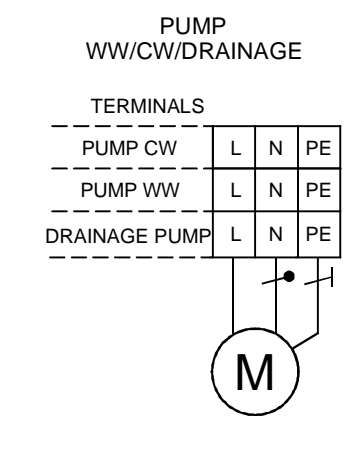 PUMP
WW/CW/DRAINAGE
TERMINALS
PUMP CW L N PE
PUMP WW L N PE
DRAINAGE PUMP L N PE
M